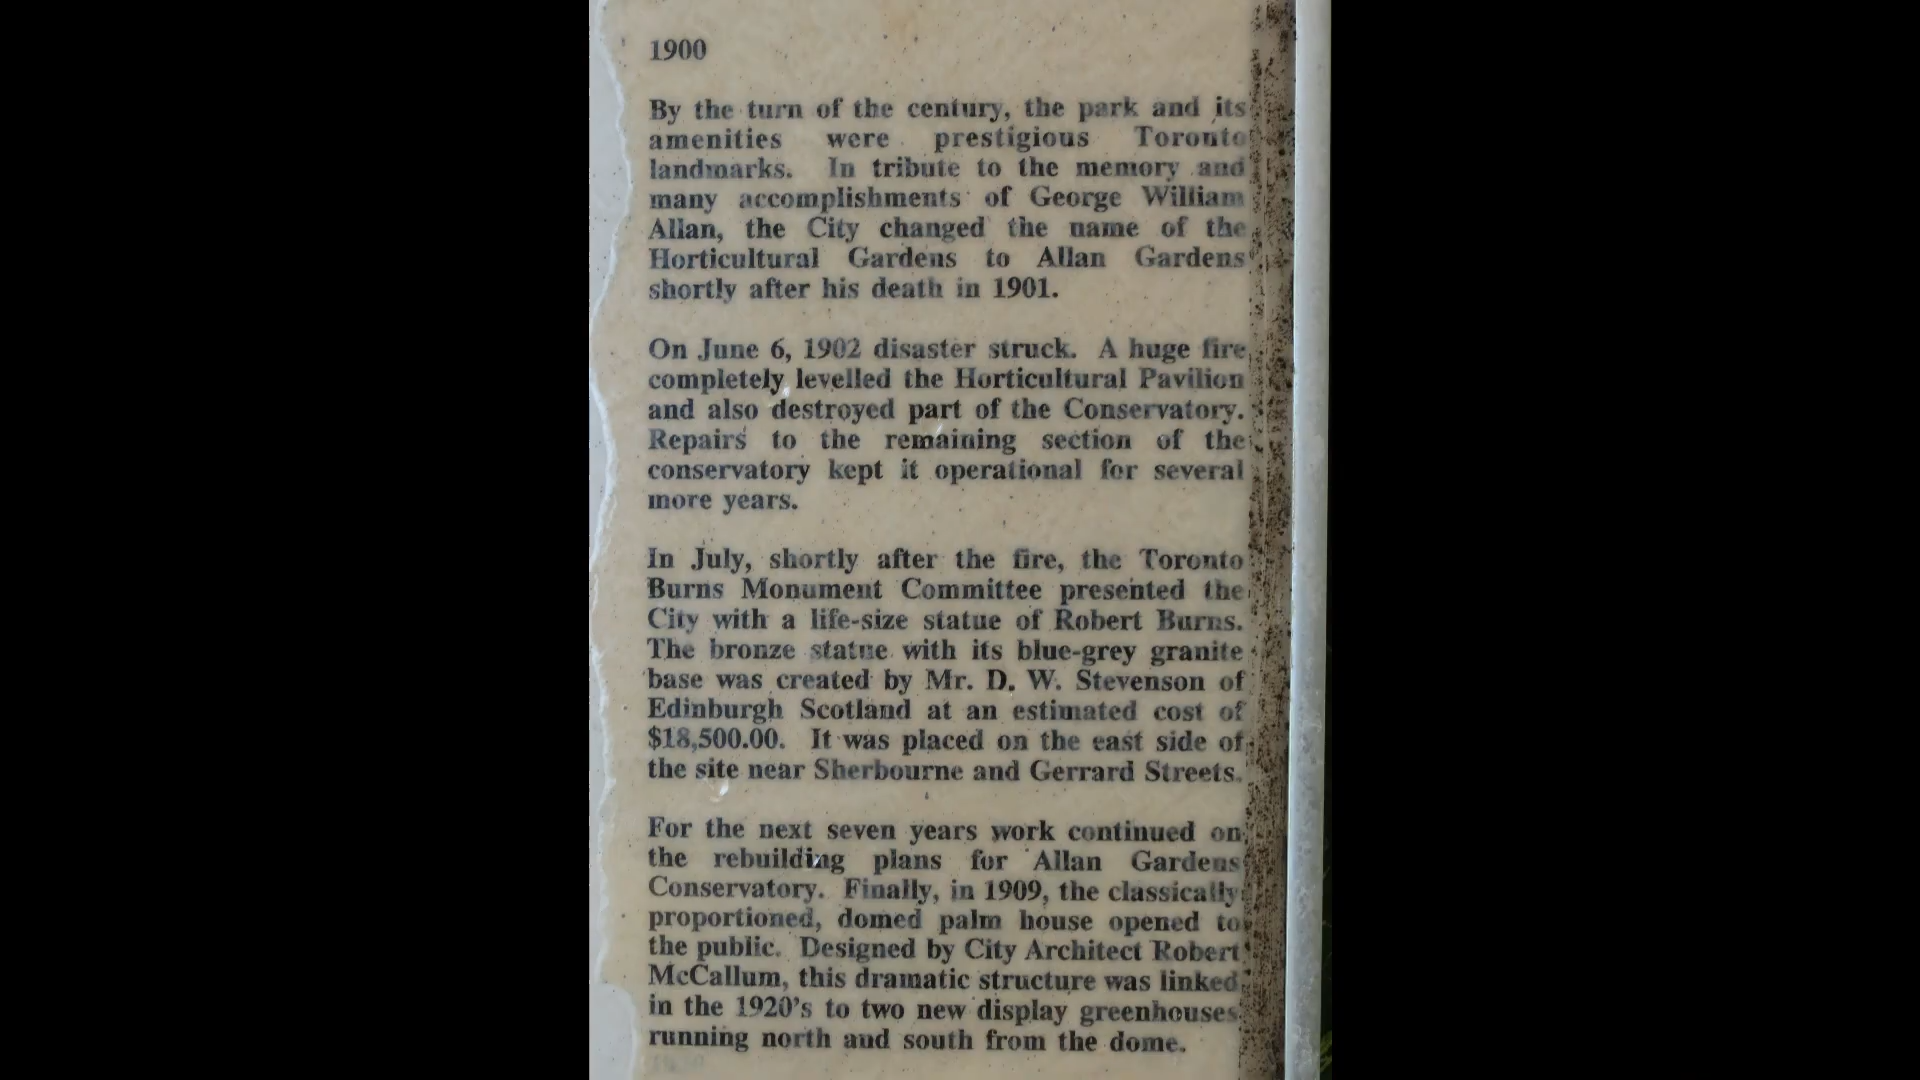 1900
By the turn of the century, the park and its
amenities were prestigious Toronto
landmarks. In tribute to the memory and
many accomplishments of George William
Allan, the City changed the name of the
Horticultural Gardens to Allan Gardens
shortly after his death in 1901.
On June 6, 1902 disaster struck. A huge fire
completely levelled the Horticultural Pavilion
and also destroyed part of the Conservatory.
Repairs to the remaining section of the
conservatory kept it operational for several
more years.
In July, shortly after the fire, the Toronto
Burns Monument Committee presented the
City with a life-size statue of Robert Burns.
The bronze statue with its blue-grey granite
base was created by Mr. D. W. Stevenson of
Edinburgh Scotland at an estimated cost of
$18,500.00. It was placed on the east side of
the site near Sherbourne and Gerrard Streets.
For the next seven years work continued on
the rebuilding plans for Allan Gardens
Conservatory. Finally, in 1909, the classically
proportioned, domed palm house opened to
the public. Designed by City Architect Robert
McCallum, this dramatic structure was linked
in the 1920's to two new display greenhouses
running north and south from the dome.